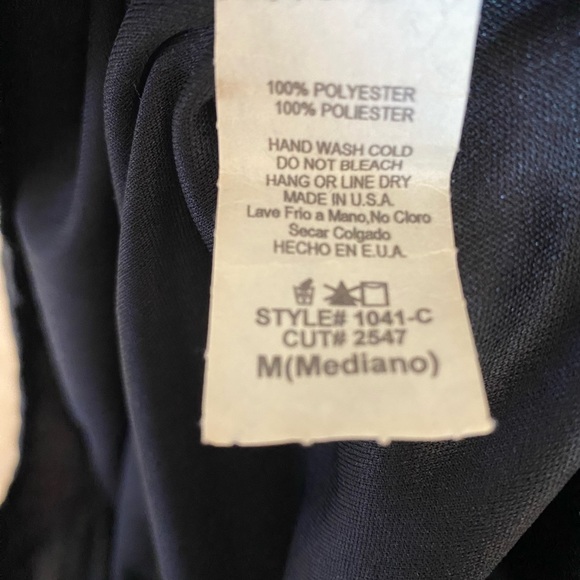 100% POLYESTER
100% POLIESTER
HAND WASH COLD
DO NOT BLEACH
HANG OR LINE DRY
MADE IN U.S.A.
Lave Frio a Mano,No Cloro
Secar Colgado
HECHO EN E.U.A.
STYLE# 1041-C
CUT# 2547
M(Mediano)